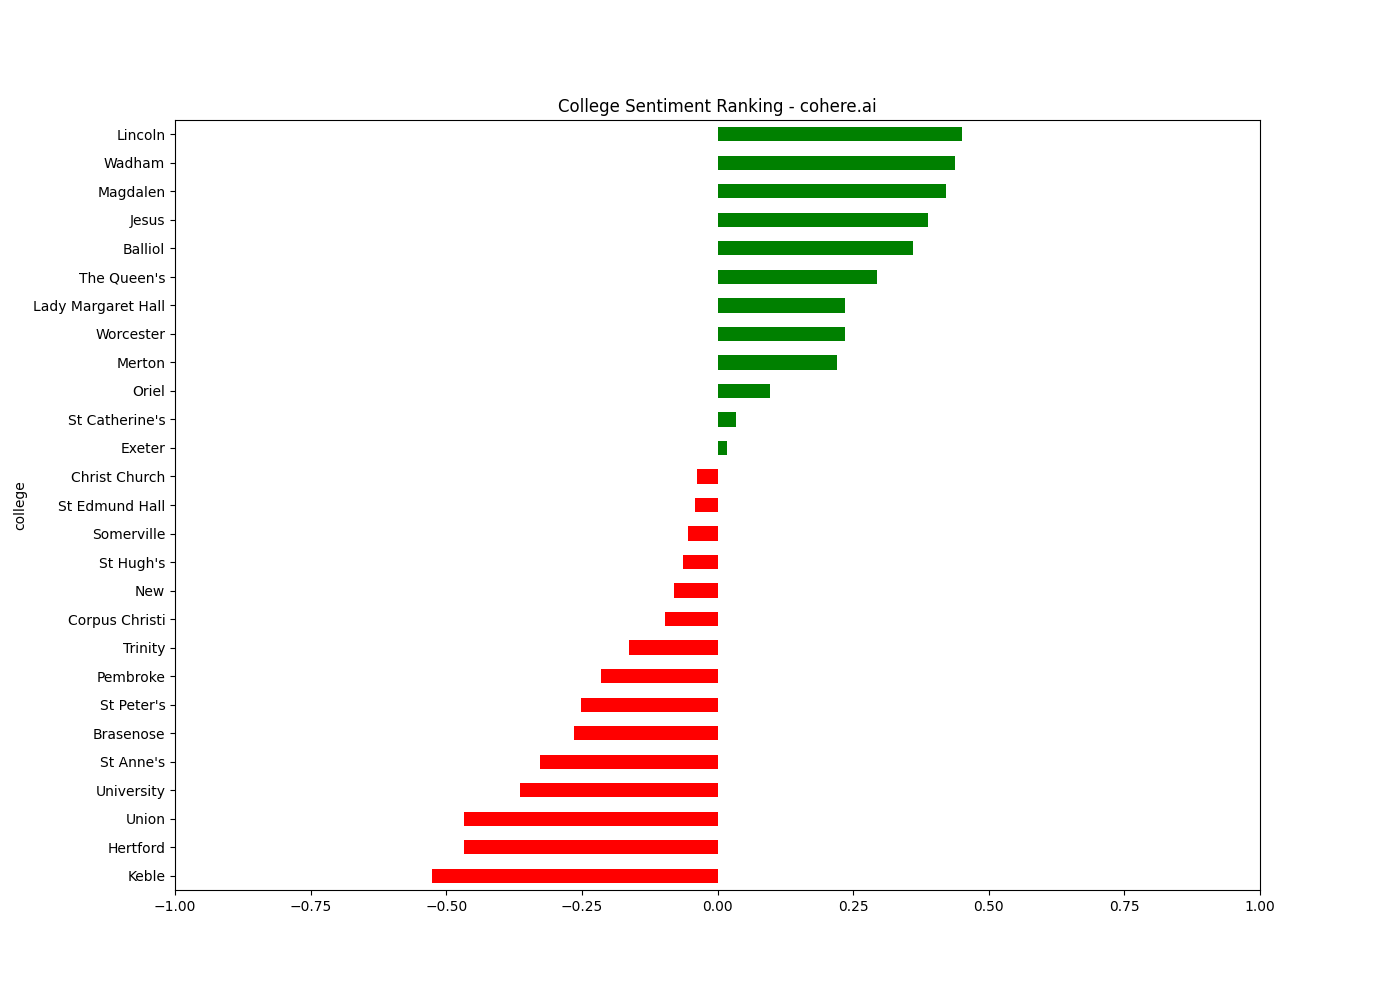 College Sentiment Ranking - cohere.ai
Lincoln
Wadham
Magdalen
Jesus
Balliol
The Queen's
Lady Margaret Hall
Worcester
Merton
Oriel
St Catherine's
Exeter
Christ Church
St Edmund Hall
Somerville
St Hugh's
New
Corpus Christi
Trinity
Pembroke
St Peter's
Brasenose
St Anne's
University
Union
Hertford
Keble
college
−1.00 −0.75 −0.50 −0.25 0.00 0.25 0.50 0.75 1.00